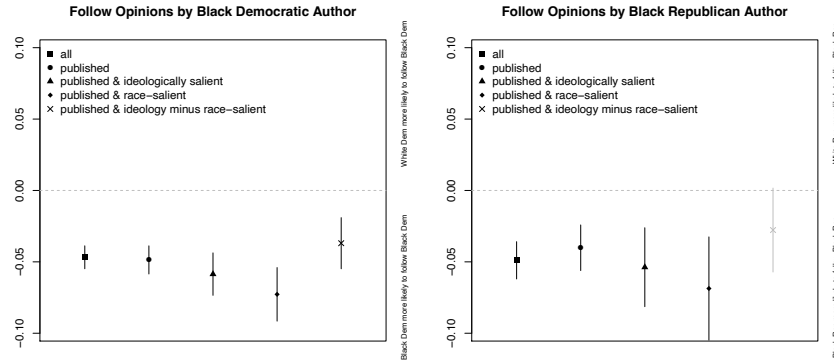 Follow Opinions by Black Democratic Author
0.10
0.05
0.00
−0.05
−0.10
all
published
published & ideologically salient
published & race−salient
published & ideology minus race−salient
White Dem more likely to follow Black Dem
Black Dem more likely to follow Black Dem
Follow Opinions by Black Republican Author
0.10
0.05
0.00
−0.05
−0.10
all
published
published & ideologically salient
published & race−salient
published & ideology minus race−salient